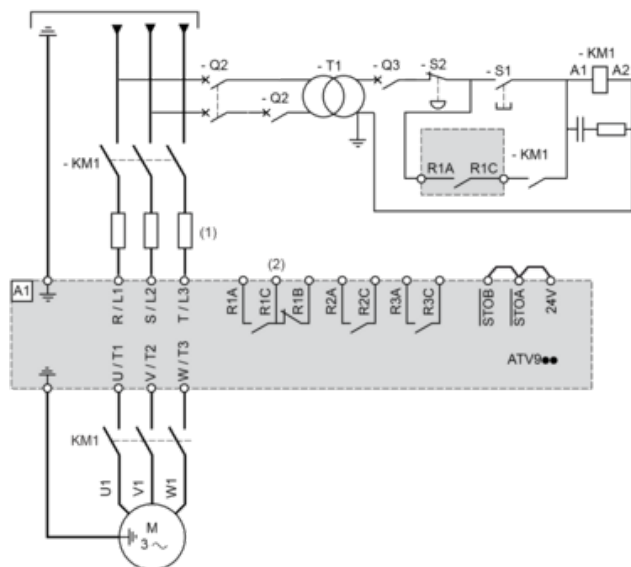 - Q2 - T1 - Q3 - S2 - S1 - KM1
A1 A2
- Q2
- KM1
R1A R1C - KM1
(1)
(2)
A1
R / L1 S / L2 T / L3 R1A R1C R1B R2A R2C R3A R3C STOB STOA 24V
U / T1 V / T2 W / T3
ATV9●●
KM1
U1 V1 W1
M
3 ~